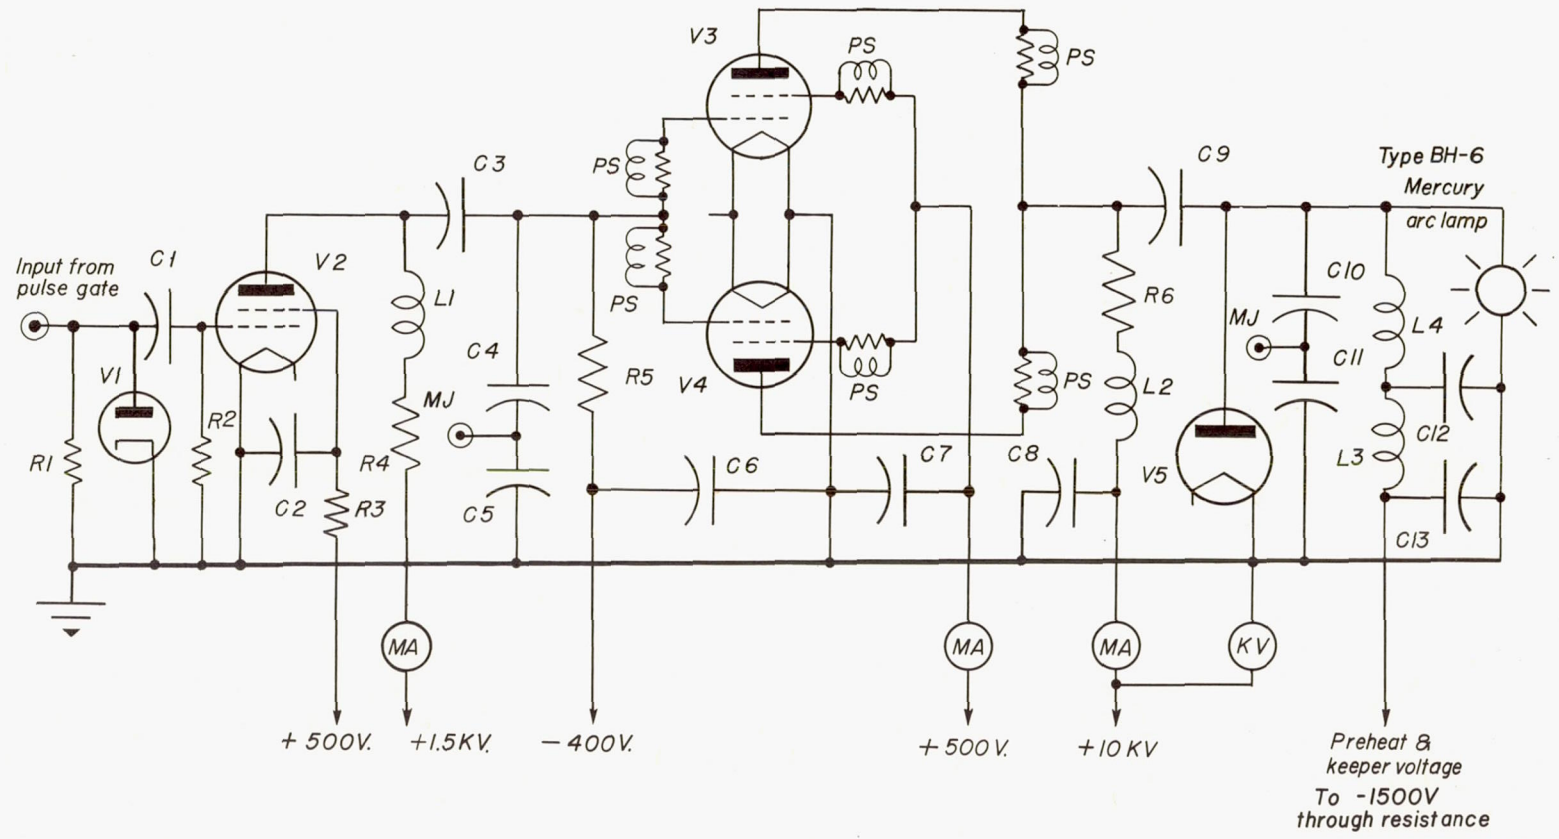 V3
PS
PS
C3
PS
C9
Type BH-6
Mercury
arc lamp
C1
V2
Input from
pulse gate
L1
PS
R6
C10
MJ
L4
V1
R2
C4
MJ
R5
V4
PS
PS
L2
C11
R1
C2
R3
R4
C5
C6
C7
C8
V5
L3
C12
C13
MA
MA
MA
KV
+ 500V.
+1.5KV.
- 400V.
+ 500 V.
+10 KV
Preheat &
keeper voltage
To -1500V
through resistance